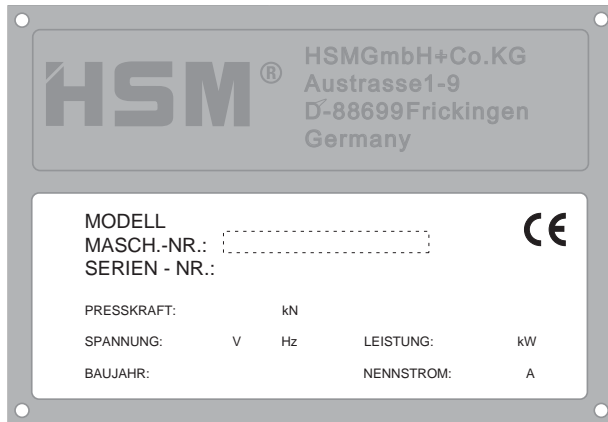 HSM®
HSMGmbH+Co.KG
Austrasse1-9
D-88699Frickingen
Germany
MODELL
MASCH.-NR.:
SERIEN - NR.:
CE
PRESSKRAFT: kN
SPANNUNG: V Hz LEISTUNG: kW
BAUJAHR: NENNSTROM: A